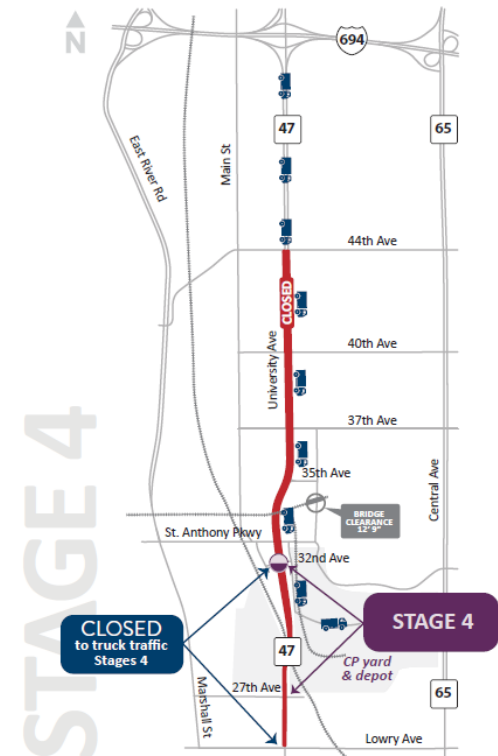 N
694
47
65
East River Rd
Main St
44th Ave
CLOSED
University Ave
40th Ave
37th Ave
Central Ave
35th Ave
BRIDGE
CLEARANCE
12' 9"
St. Anthony Pkwy
32nd Ave
STAGE 4
CLOSED
to truck traffic
Stages 4
STAGE 4
47
CP yard
& depot
27th Ave
65
Marshall St
Lowry Ave